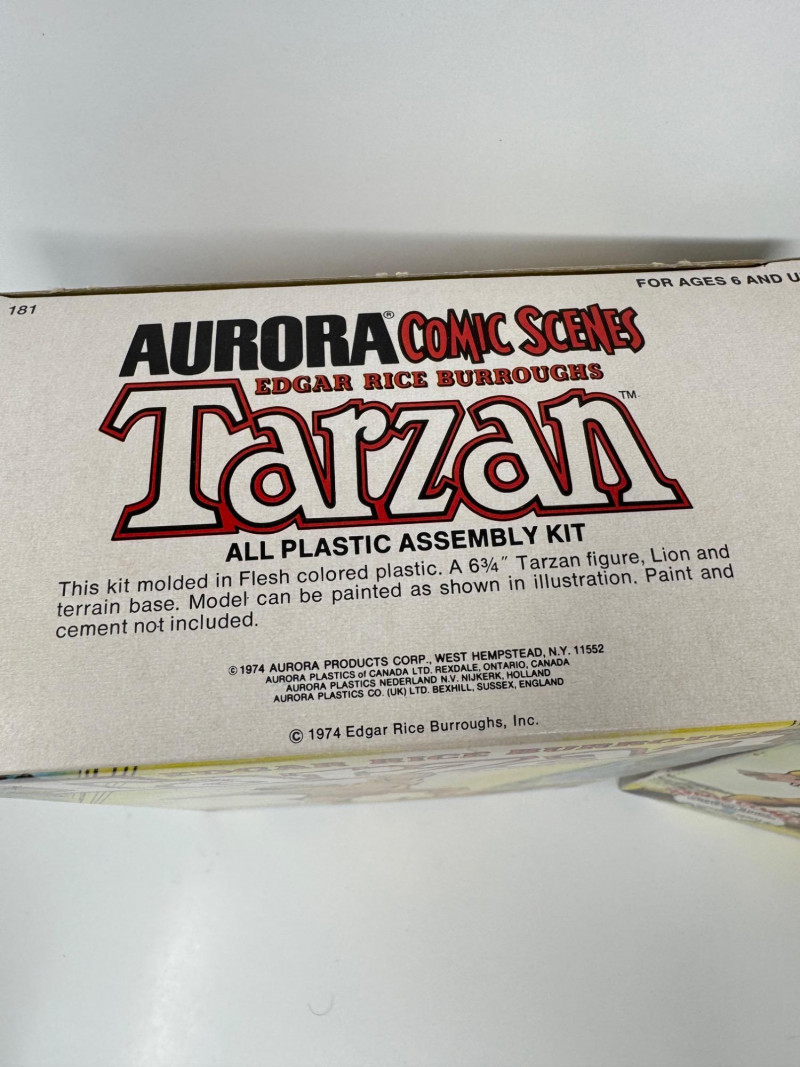 181
FOR AGES 6 AND U
AURORA® COMIC SCENES
EDGAR RICE BURROUGHS
Tarzan™
ALL PLASTIC ASSEMBLY KIT
This kit molded in Flesh colored plastic. A 6¾" Tarzan figure, Lion and
terrain base. Model can be painted as shown in illustration. Paint and
cement not included.
© 1974 AURORA PRODUCTS CORP., WEST HEMPSTEAD, N.Y. 11552
AURORA PLASTICS of CANADA LTD. REXDALE, ONTARIO, CANADA
AURORA PLASTICS NEDERLAND N.V. NIJKERK, HOLLAND
AURORA PLASTICS CO. (UK) LTD. BEXHILL, SUSSEX, ENGLAND
© 1974 Edgar Rice Burroughs, Inc.
EDGAR RICE BURROUGHS